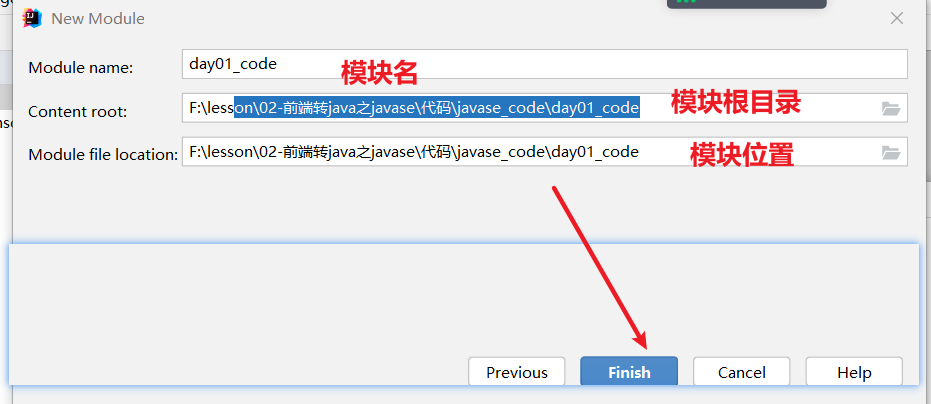 New Module
Module name:
day01_code
模块名
Content root:
F:\lesson\02-前端转java之javase\代码\javase_code\day01_code
模块根目录
Module file location:
F:\lesson\02-前端转java之javase\代码\javase_code\day01_code
模块位置
Previous
Finish
Cancel
Help